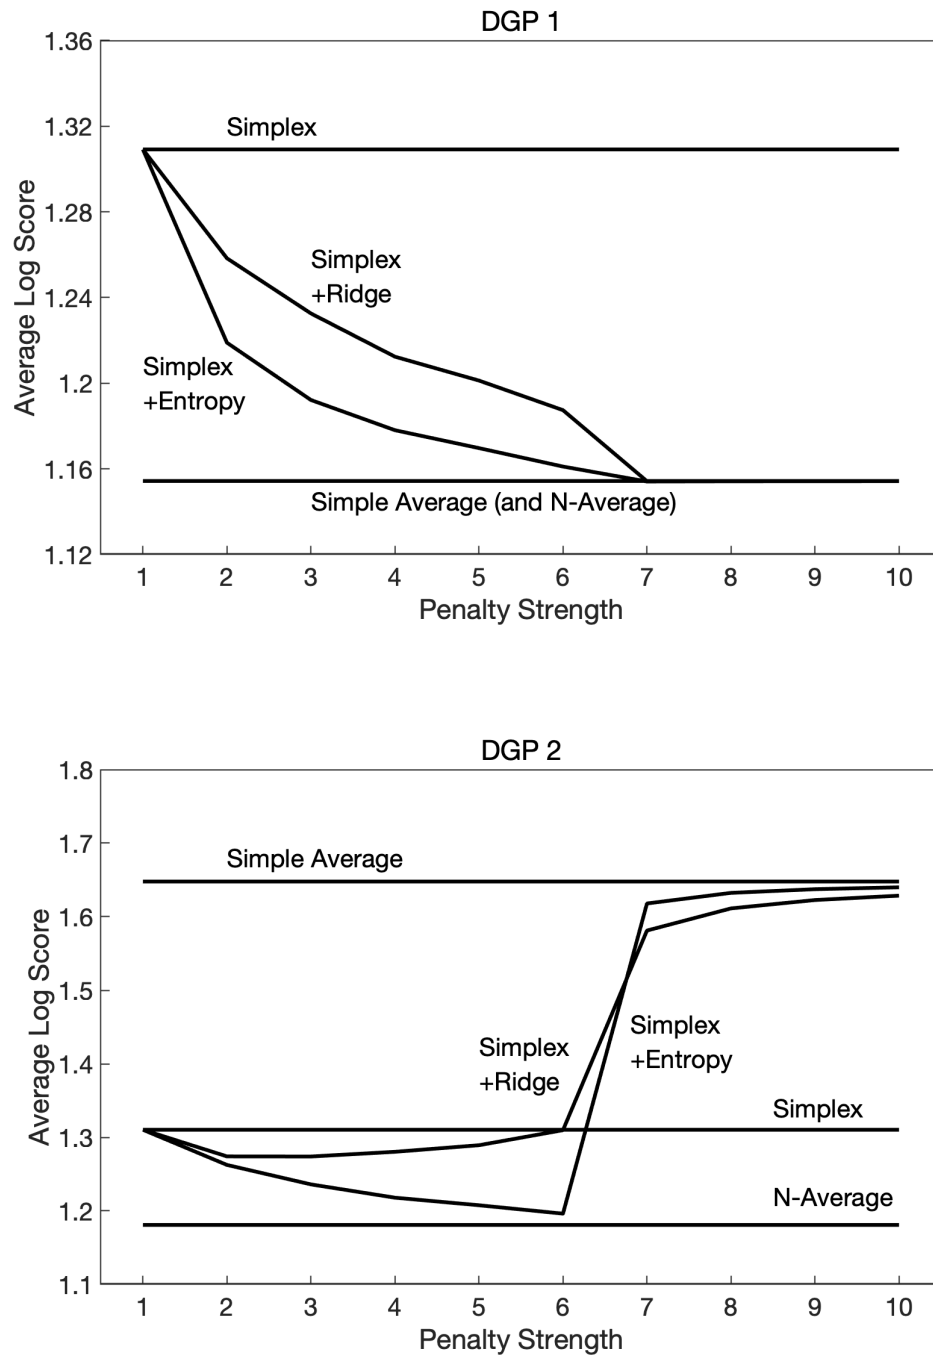 DGP 1
1.36
1.32
1.28
1.24
1.2
1.16
1.12
Average Log Score
Simplex
Simplex
+Ridge
Simplex
+Entropy
Simple Average (and N-Average)
1 2 3 4 5 6 7 8 9 10
Penalty Strength
DGP 2
1.8
1.7
1.6
1.5
1.4
1.3
1.2
1.1
Average Log Score
Simple Average
Simplex
+Ridge
Simplex
+Entropy
Simplex
N-Average
1 2 3 4 5 6 7 8 9 10
Penalty Strength